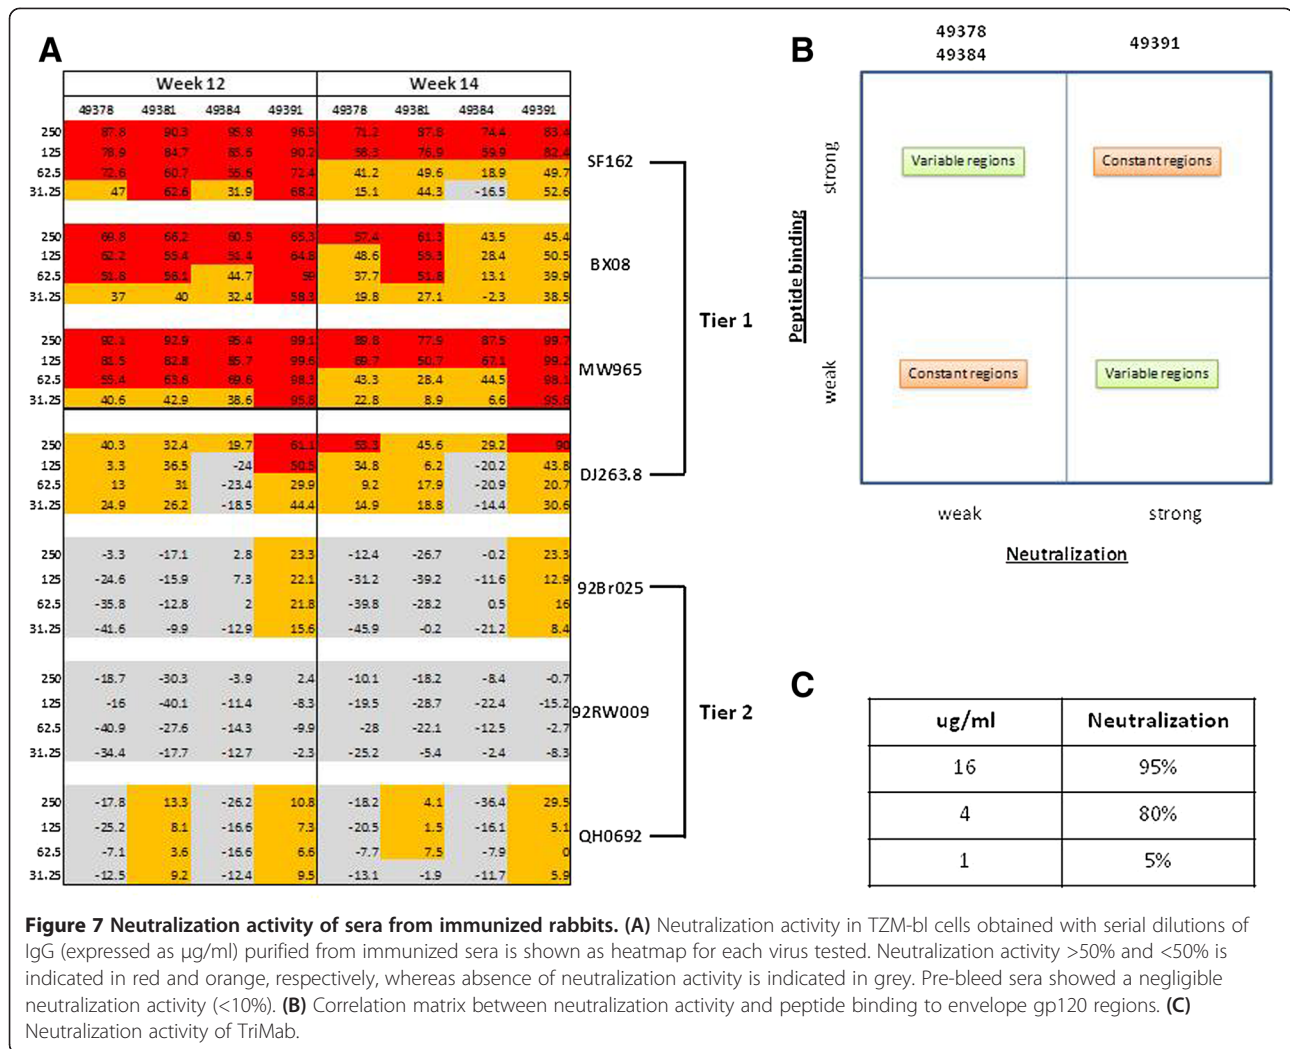 A
Week 12 Week 14
49378 49381 49384 49391 49378 49381 49384 49391
250 87.8 90.3 95.8 96.5 71.2 87.8 74.4 83.4
125 78.9 84.7 85.6 90.2 58.3 76.9 59.9 82.4
62.5 72.6 60.7 55.6 72.4 41.2 49.6 18.9 49.7
31.25 47 62.6 31.9 68.2 15.1 44.3 -16.5 52.6
SF162
250 69.8 66.2 60.3 65.3 57.4 61.3 43.5 45.4
125 62.2 55.4 51.4 64.8 48.6 55.3 28.4 50.5
62.5 51.8 56.1 44.7 59 37.7 51.8 13.1 39.9
31.25 37 40 32.4 58.3 19.8 27.1 -2.3 38.5
BX08
Tier 1
250 92.2 92.9 95.4 99.1 89.8 77.9 87.5 99.7
125 81.5 82.8 85.7 99.6 69.7 50.7 67.1 99.2
62.5 55.4 63.6 69.6 98.3 43.3 28.4 44.5 98.1
31.25 40.6 42.9 38.6 95.8 22.8 8.9 6.6 95.6
MW965
250 40.3 32.4 19.7 61.1 53.3 45.6 29.2 90
125 3.3 36.5 -24 50.5 34.8 6.2 -20.2 43.8
62.5 13 31 -23.4 29.9 9.2 17.9 -20.9 20.7
31.25 24.9 26.2 -18.5 44.4 14.9 18.8 -14.4 30.6
DJ263.8
250 -3.3 -17.1 2.8 23.3 -12.4 -26.7 -0.2 23.3
125 -24.6 -15.9 7.3 22.1 -31.2 -39.2 -11.6 12.9
62.5 -35.8 -12.8 2 21.8 -39.8 -28.2 0.5 16
31.25 -41.6 -9.9 -12.9 15.6 -45.9 -0.2 -21.2 8.4
92Br025
250 -18.7 -30.3 -3.9 2.4 -10.1 -18.2 -8.4 -0.7
125 -16 -40.1 -11.4 -8.3 -19.5 -28.7 -22.4 -15.2
62.5 -40.9 -27.6 -14.3 -9.9 -28 -22.1 -12.5 -2.7
31.25 -34.4 -17.7 -12.7 -2.3 -25.2 -5.4 -2.4 -8.3
92RW009
Tier 2
250 -17.8 13.3 -26.2 10.8 -18.2 4.1 -36.4 29.5
125 -25.2 8.1 -16.6 7.3 -20.5 1.5 -16.1 5.1
62.5 -7.1 3.6 -16.6 6.6 -7.7 7.5 -7.9 0
31.25 -12.5 9.2 -12.4 9.5 -13.1 -1.9 -11.7 5.9
QH0692
B
49378
49384
49391
Peptide binding
strong
weak
Variable regions
Constant regions
Constant regions
Variable regions
weak strong
Neutralization
C
ug/ml Neutralization
16 95%
4 80%
1 5%
Figure 7 Neutralization activity of sera from immunized rabbits. (A) Neutralization activity in TZM-bl cells obtained with serial dilutions of
IgG (expressed as μg/ml) purified from immunized sera is shown as heatmap for each virus tested. Neutralization activity >50% and <50% is
indicated in red and orange, respectively, whereas absence of neutralization activity is indicated in grey. Pre-bleed sera showed a negligible
neutralization activity (<10%). (B) Correlation matrix between neutralization activity and peptide binding to envelope gp120 regions. (C)
Neutralization activity of TriMab.